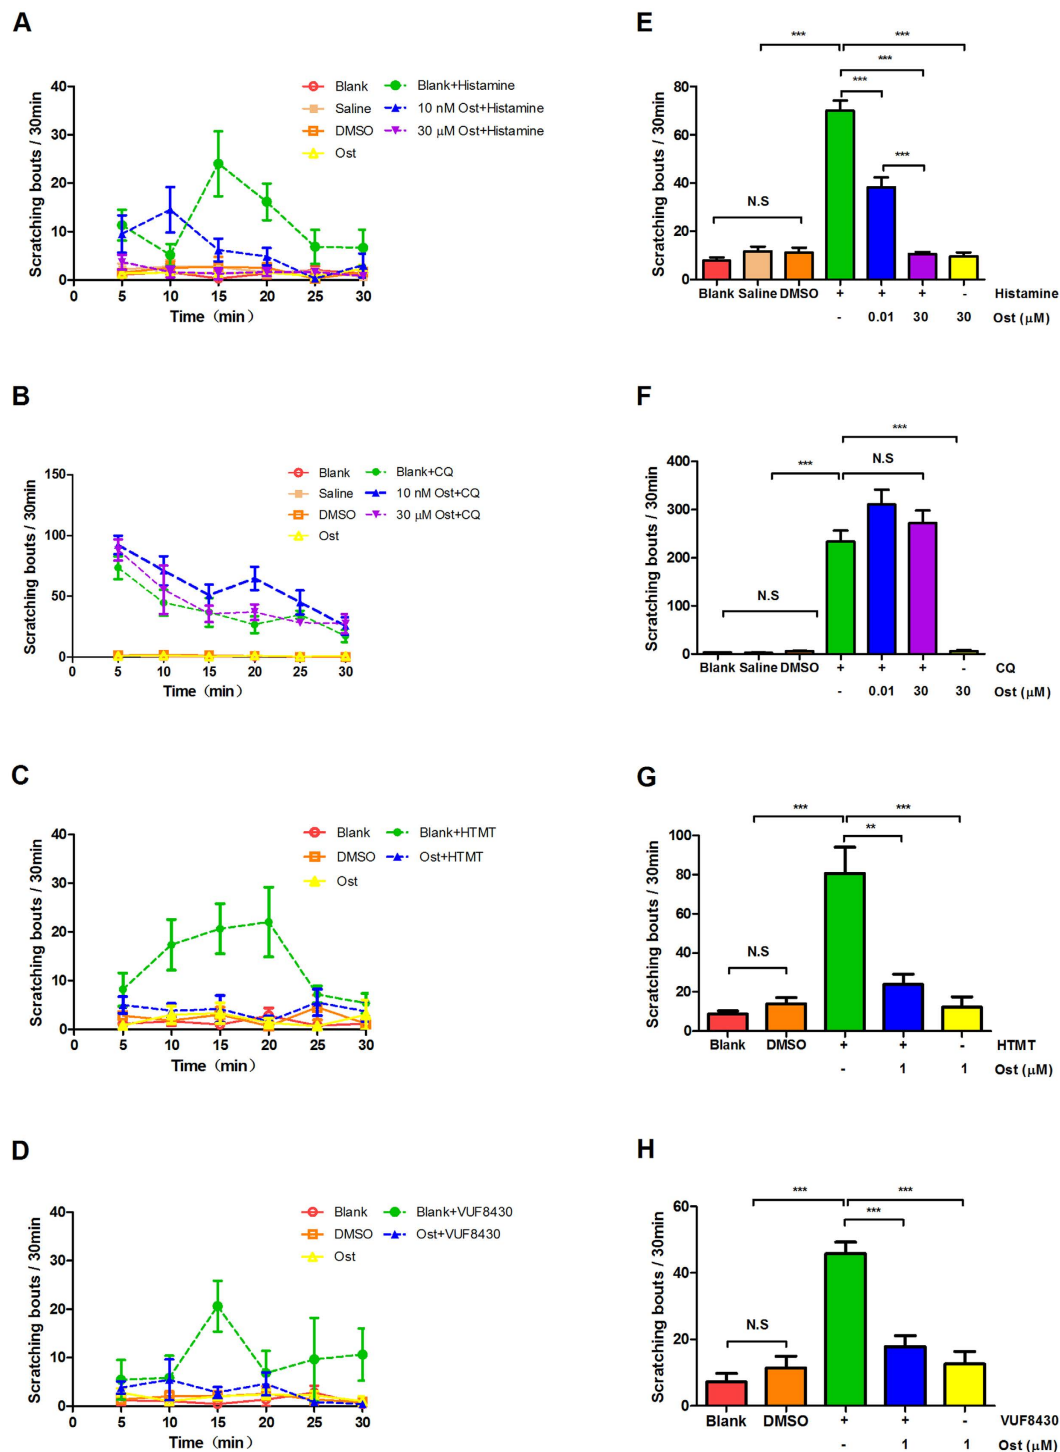 A
Scratching bouts / 30min
40
30
20
10
0
0 5 10 15 20 25 30
Time (min)
Blank Blank+Histamine
Saline 10 nM Ost+Histamine
DMSO 30 μM Ost+Histamine
Ost
E
Scratching bouts / 30min
80
60
40
20
0
*** ***
***
***
***
N.S
Blank Saline DMSO + + + - Histamine
- 0.01 30 30 Ost (μM)
B
Scratching bouts / 30min
150
100
50
0
0 5 10 15 20 25 30
Time (min)
Blank Blank+CQ
Saline 10 nM Ost+CQ
DMSO 30 μM Ost+CQ
Ost
F
Scratching bouts / 30min
400
300
200
100
0
***
*** N.S
N.S
Blank Saline DMSO + + + - CQ
- 0.01 30 30 Ost (μM)
C
Scratching bouts / 30min
40
30
20
10
0
0 5 10 15 20 25 30
Time (min)
Blank Blank+HTMT
DMSO Ost+HTMT
Ost
G
Scratching bouts / 30min
100
80
60
40
20
0
*** ***
**
N.S
Blank DMSO + + - HTMT
- 1 1 Ost (μM)
D
Scratching bouts / 30min
40
30
20
10
0
0 5 10 15 20 25 30
Time (min)
Blank Blank+VUF8430
DMSO Ost+VUF8430
Ost
H
Scratching bouts / 30min
60
40
20
0
*** ***
***
N.S
Blank DMSO + + - VUF8430
- 1 1 Ost (μM)